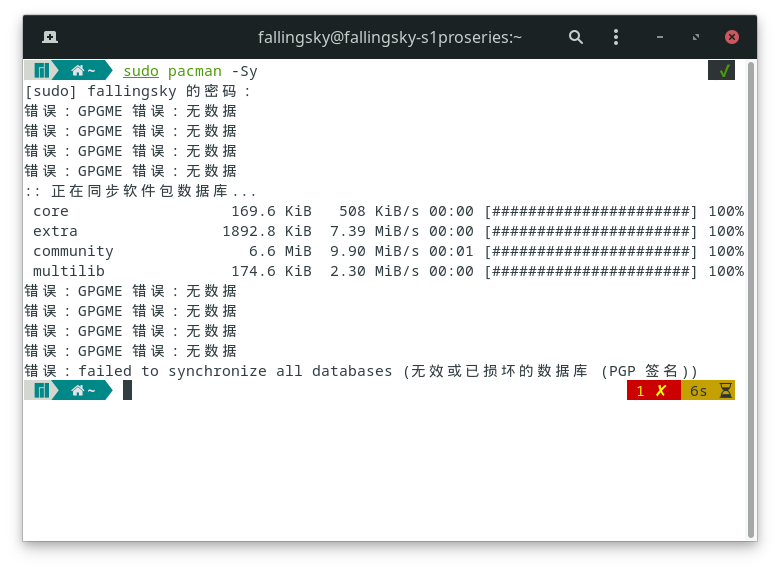 fallingsky@fallingsky-s1proseries:~
~ sudo pacman -Sy ✓
[sudo] fallingsky 的密码：
错误：GPGME 错误：无数据
错误：GPGME 错误：无数据
错误：GPGME 错误：无数据
错误：GPGME 错误：无数据
:: 正在同步软件包数据库...
core 169.6 KiB 508 KiB/s 00:00 [######################] 100%
extra 1892.8 KiB 7.39 MiB/s 00:00 [######################] 100%
community 6.6 MiB 9.90 MiB/s 00:01 [######################] 100%
multilib 174.6 KiB 2.30 MiB/s 00:00 [######################] 100%
错误：GPGME 错误：无数据
错误：GPGME 错误：无数据
错误：GPGME 错误：无数据
错误：GPGME 错误：无数据
错误：failed to synchronize all databases (无效或已损坏的数据库 (PGP 签名))
~ 1 ✗ 6s